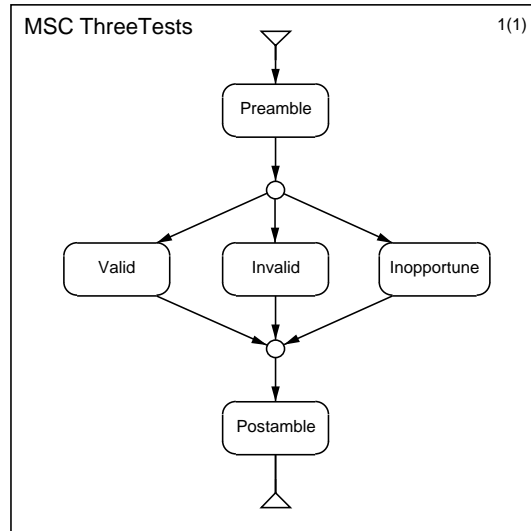 MSC ThreeTests
1(1)
Preamble
Valid
Invalid
Inopportune
Postamble